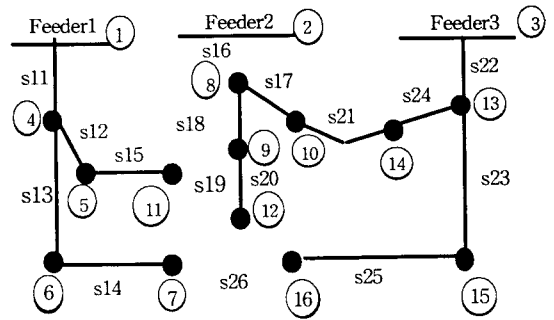 Feeder1 1
Feeder2 2
Feeder3 3
s16
s11
s22
8
s17
s24
13
4
s12
s18
s21
s15
9
10
14
s13
s19
s20
s23
5
11
12
6
s14
7
s26
16
s25
15